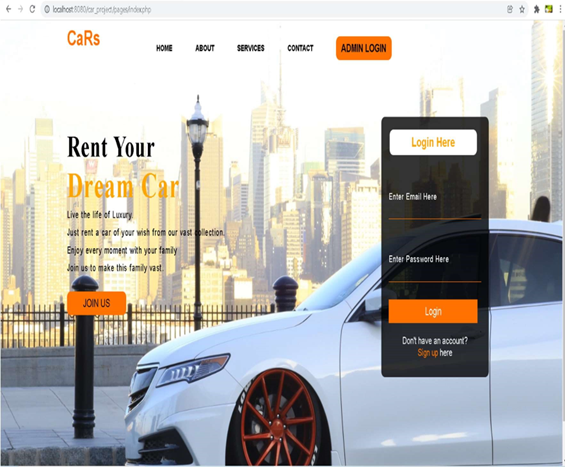 localhost:8080/car_project/pages/index.php
CaRs
HOME ABOUT SERVICES CONTACT ADMIN LOGIN
Rent Your
Dream Car
Live the life of Luxury.
Just rent a car of your wish from our vast collection.
Enjoy every moment with your family
Join us to make this family vast.
JOIN US
Login Here
Enter Email Here
Enter Password Here
Login
Don't have an account?
Sign up here